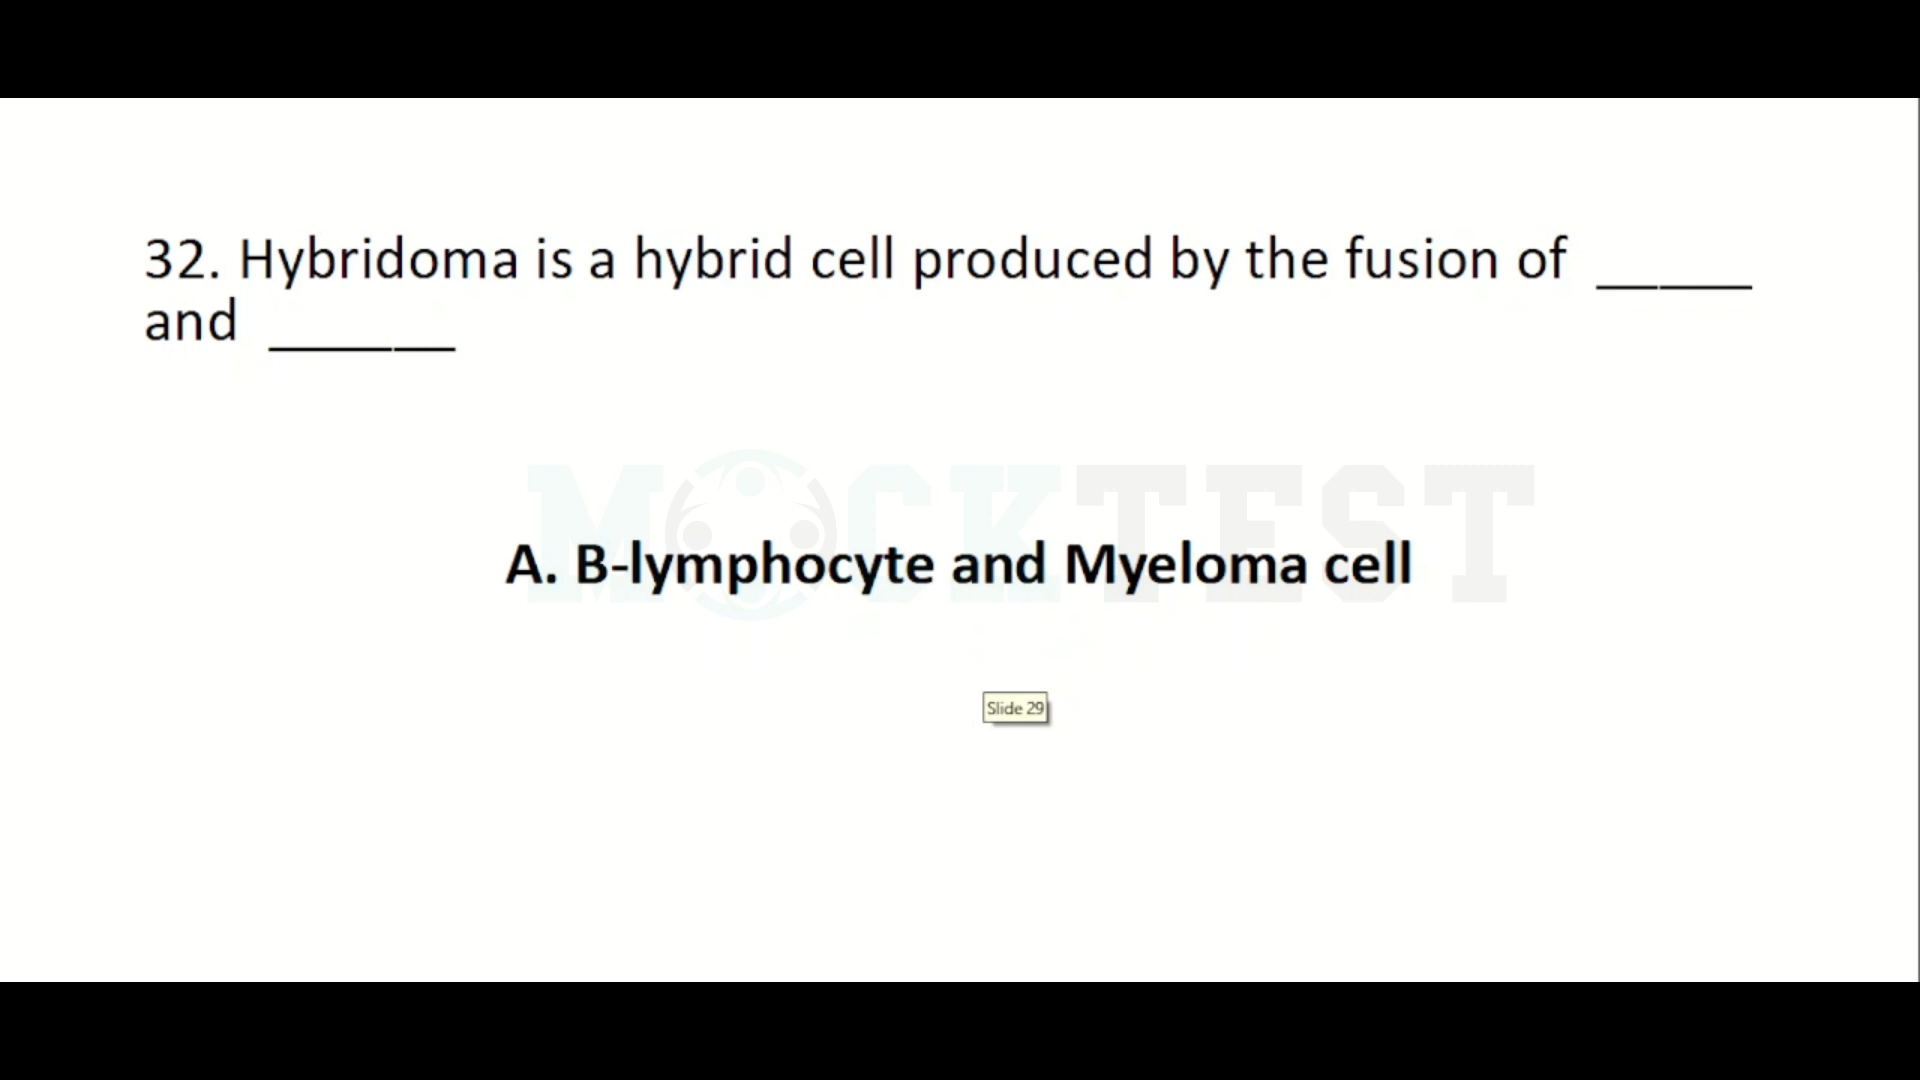 32. Hybridoma is a hybrid cell produced by the fusion of _____
and ______
MOCKTEST
A. B-lymphocyte and Myeloma cell
Slide 29